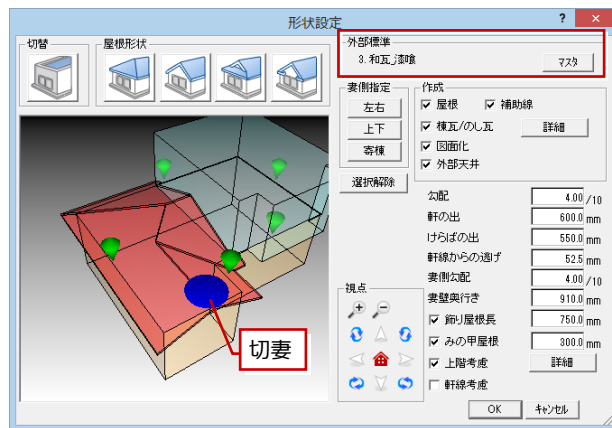 形状設定
? ×
切替
屋根形状
外部標準
3. 和瓦_漆喰
マスタ
妻側指定
左右
上下
寄棟
選択解除
作成
屋根
補助線
棟瓦/のし瓦
詳細
図面化
外部天井
勾配 4.00 /10
軒の出 600.0 mm
けらばの出 550.0 mm
軒線からの逃げ 52.5 mm
妻側勾配 4.00 /10
妻壁奥行き 910.0 mm
飾り屋根長 750.0 mm
みの甲屋根 300.0 mm
上階考慮 詳細
軒線考慮
視点
切妻
OK キャンセル